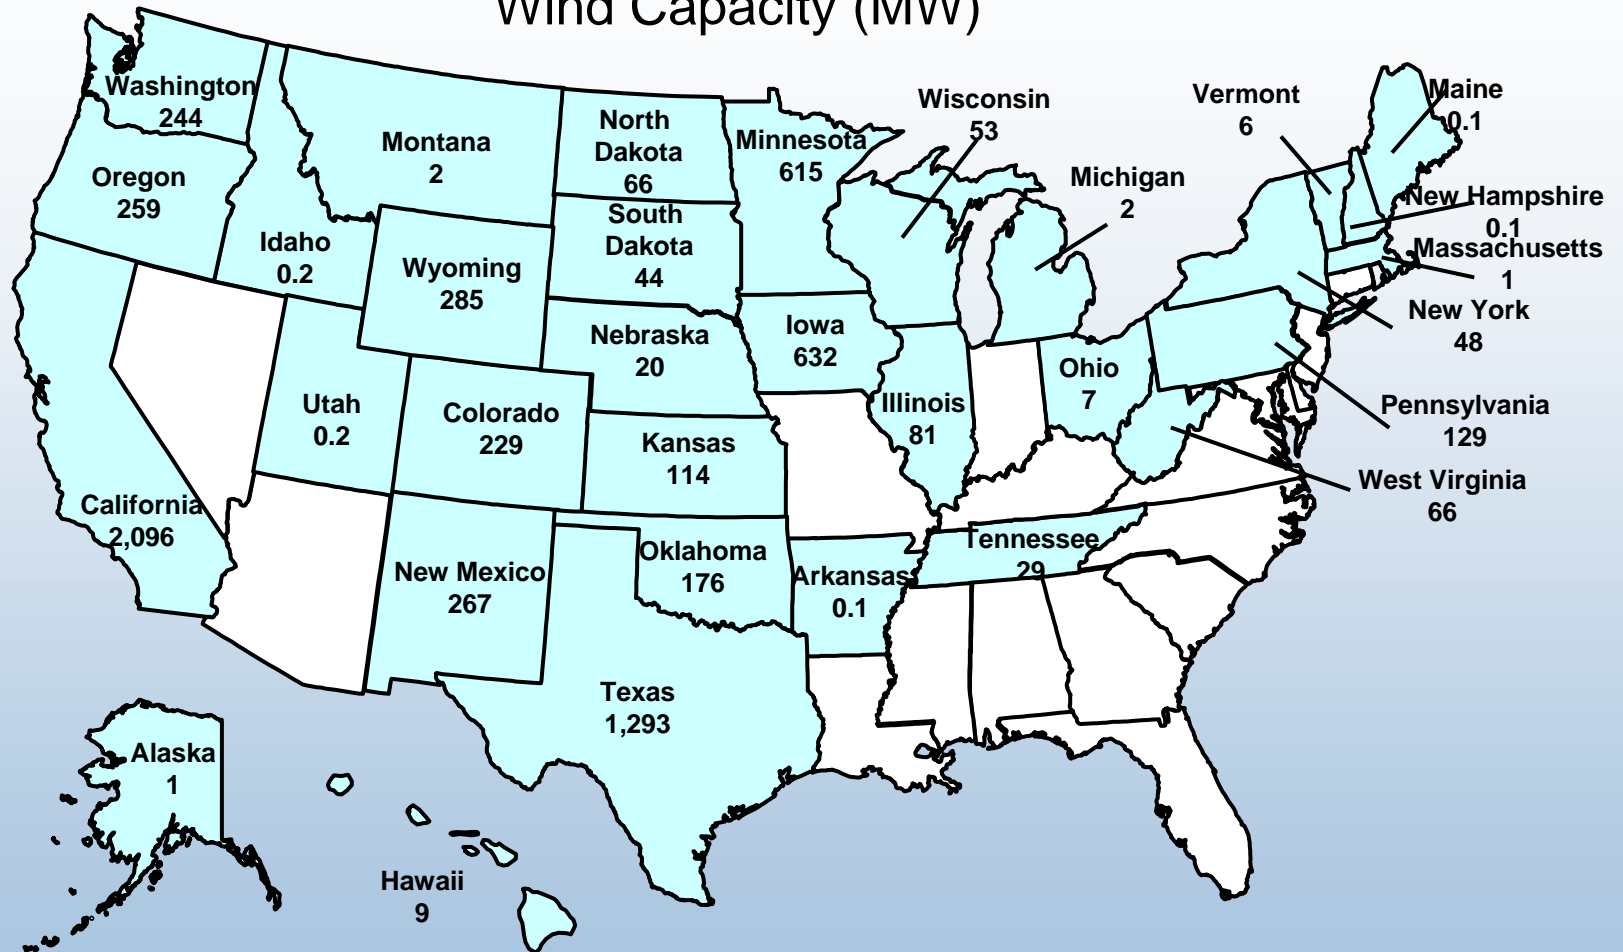 Wind Capacity (MW)
Washington
244
Oregon
259
California
2,096
Idaho
0.2
Montana
2
Wyoming
285
Utah
0.2
Colorado
229
New Mexico
267
North
Dakota
66
South
Dakota
44
Nebraska
20
Kansas
114
Oklahoma
176
Texas
1,293
Minnesota
615
Iowa
632
Arkansas
0.1
Wisconsin
53
Illinois
81
Michigan
2
Ohio
7
Tennessee
29
Vermont
6
Maine
0.1
New Hampshire
0.1
Massachusetts
1
New York
48
Pennsylvania
129
West Virginia
66
Alaska
1
Hawaii
9